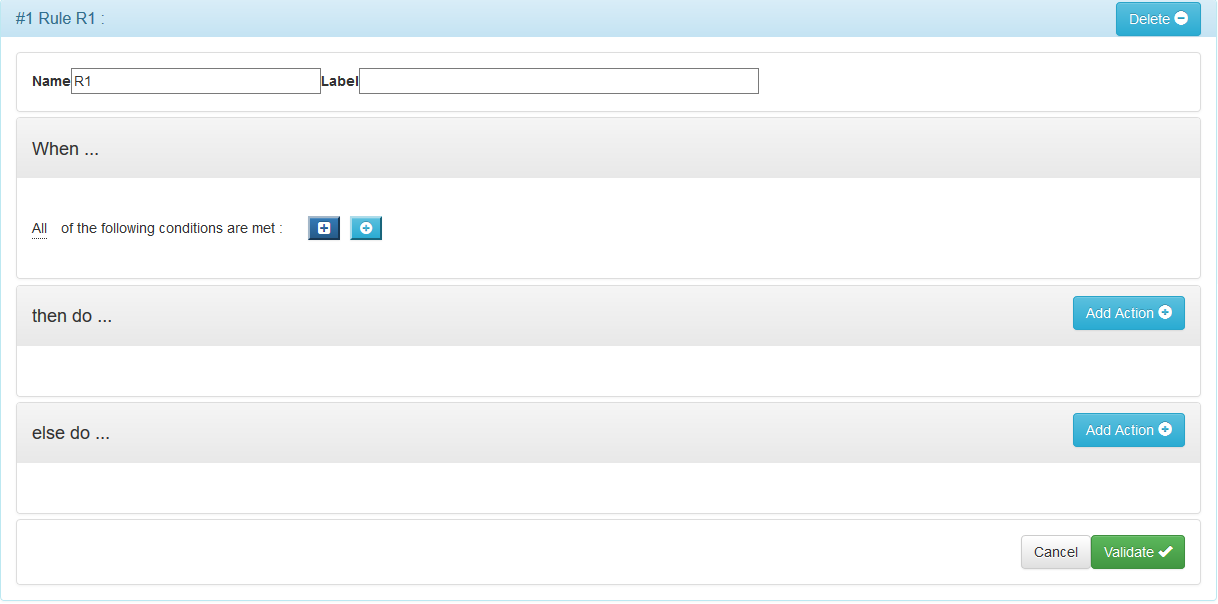 #1 Rule R1 : Delete
Name R1 Label
When ...
All of the following conditions are met :
then do ... Add Action
else do ... Add Action
Cancel Validate